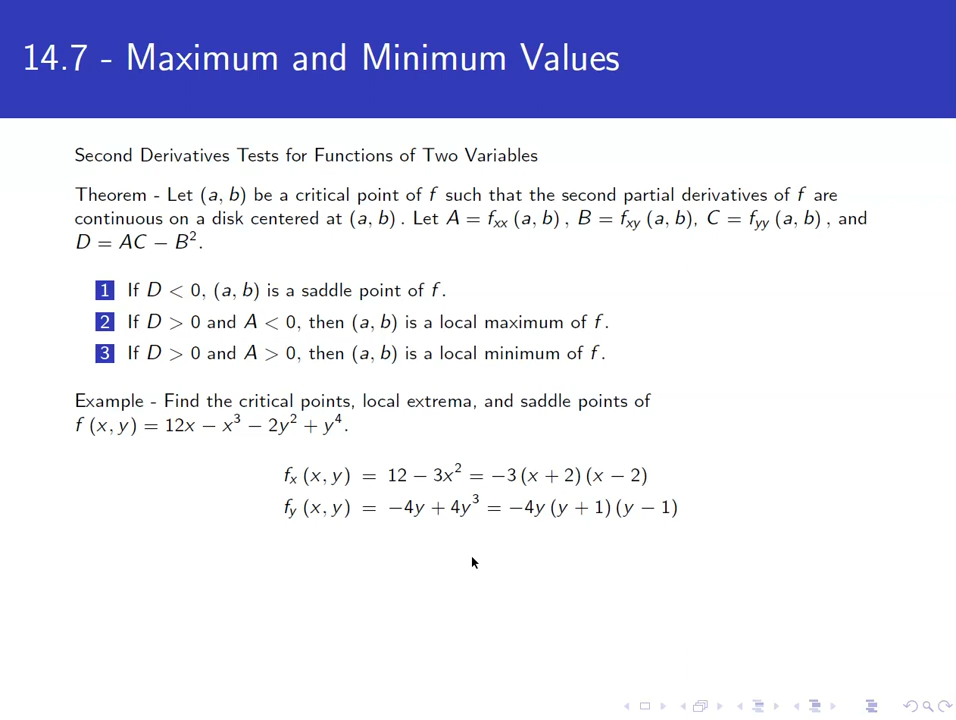 14.7 - Maximum and Minimum Values
Second Derivatives Tests for Functions of Two Variables
Theorem - Let (a, b) be a critical point of f such that the second partial derivatives of f are
continuous on a disk centered at (a, b) . Let A = fₓₓ (a, b) , B = f_xy (a, b), C = f_yy (a, b) , and
D = AC − B².
1 If D < 0, (a, b) is a saddle point of f.
2 If D > 0 and A < 0, then (a, b) is a local maximum of f.
3 If D > 0 and A > 0, then (a, b) is a local minimum of f.
Example - Find the critical points, local extrema, and saddle points of
f (x, y) = 12x − x³ − 2y² + y⁴.
f_x (x, y) = 12 − 3x² = −3 (x + 2) (x − 2)
f_y (x, y) = −4y + 4y³ = −4y (y + 1) (y − 1)